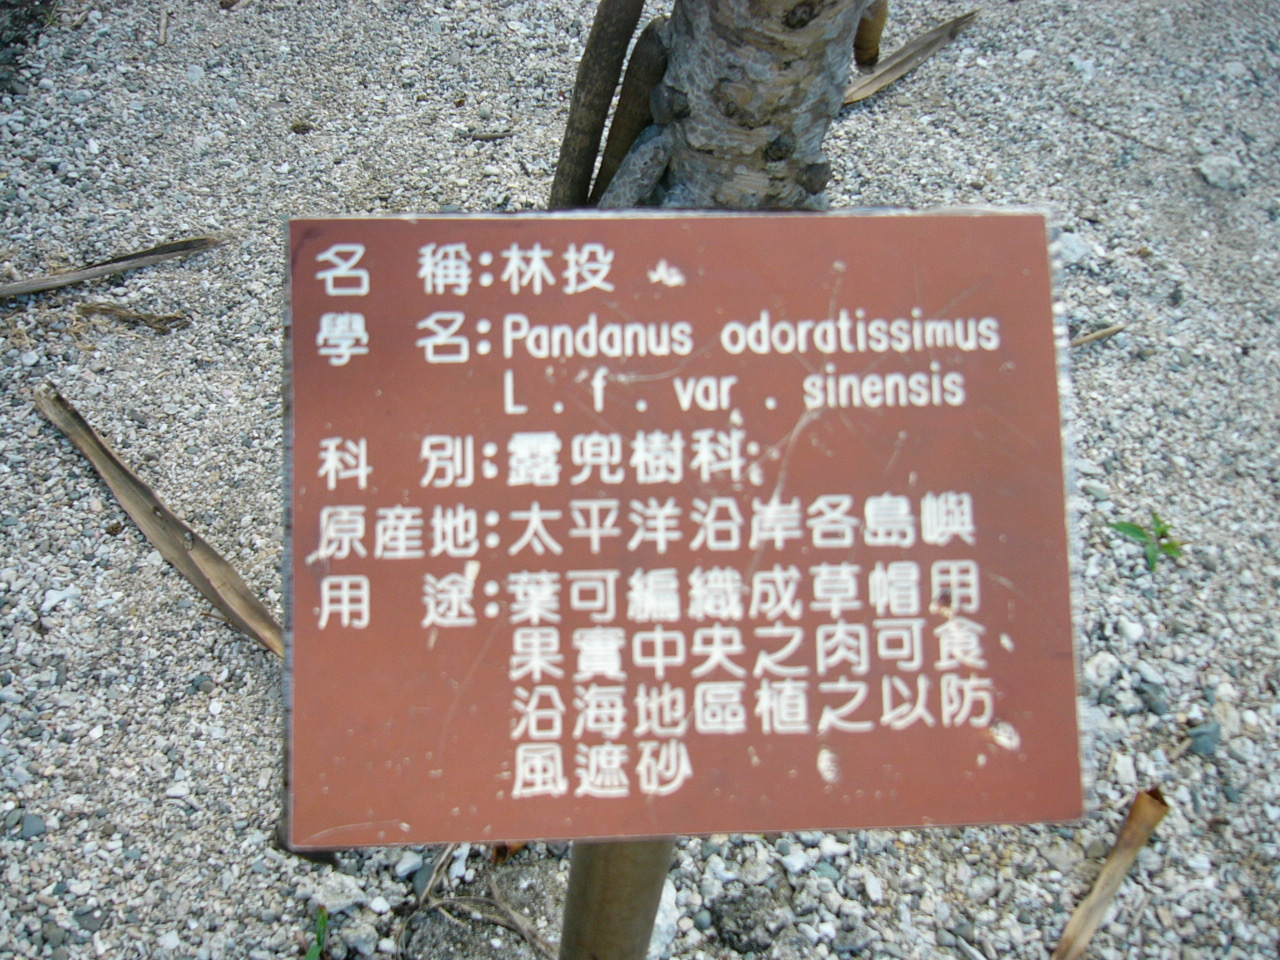 名 稱:林投
學 名:Pandanus odoratissimus
L . f . var . sinensis
科 別:露兜樹科
原產地:太平洋沿岸各島嶼
用 途:葉可編織成草帽用
果實中央之肉可食
沿海地區植之以防
風遮砂